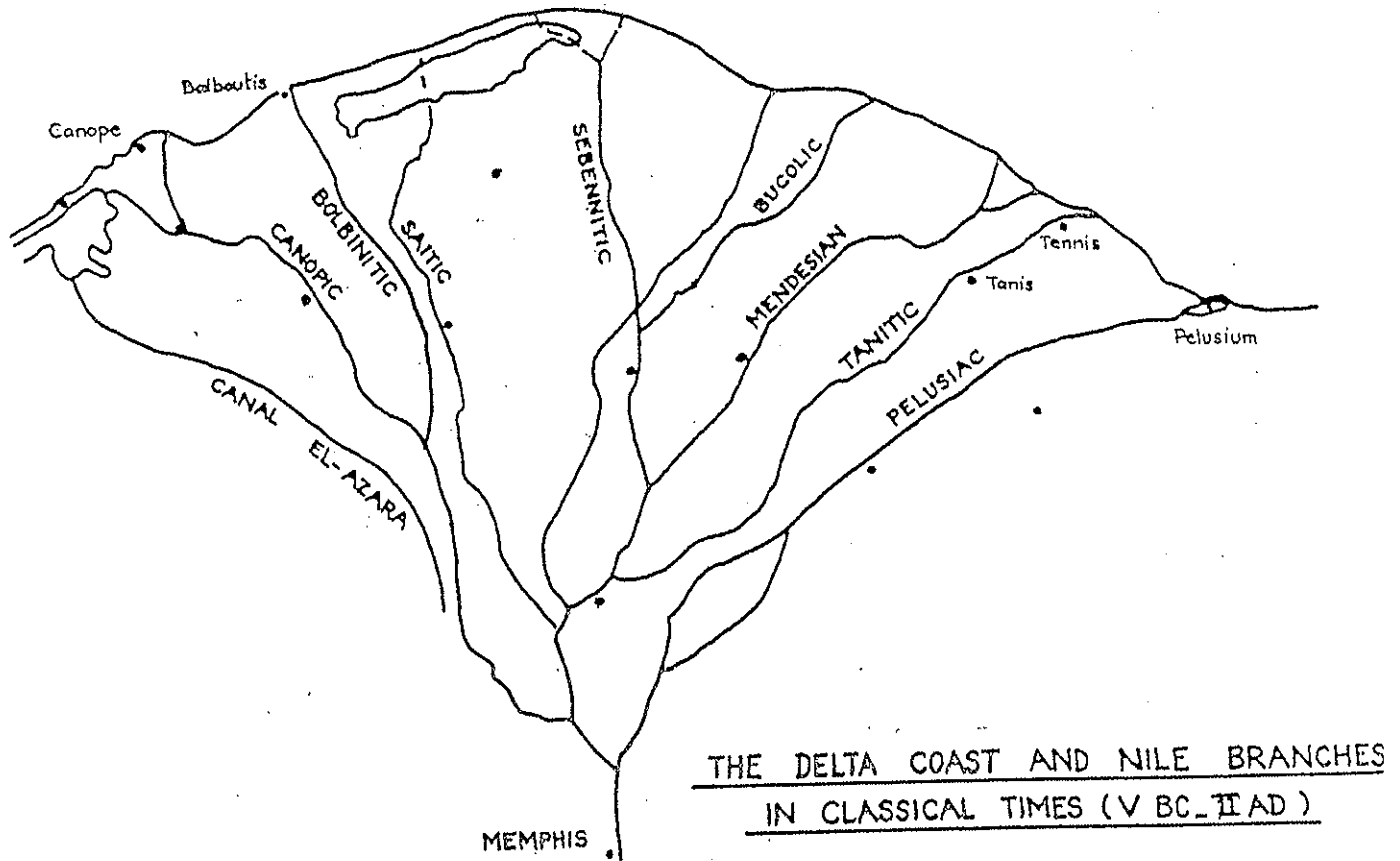 Bolboutis
Canope
SEBENNITIC
BUCOLIC
BOLBINITIC
SAITIC
CANOPIC
MENDESIAN
Tennis
Tanis
TANITIC
Pelusium
PELUSIAC
CANAL EL-AZARA
THE DELTA COAST AND NILE BRANCHES
IN CLASSICAL TIMES (V BC_II AD)
MEMPHIS